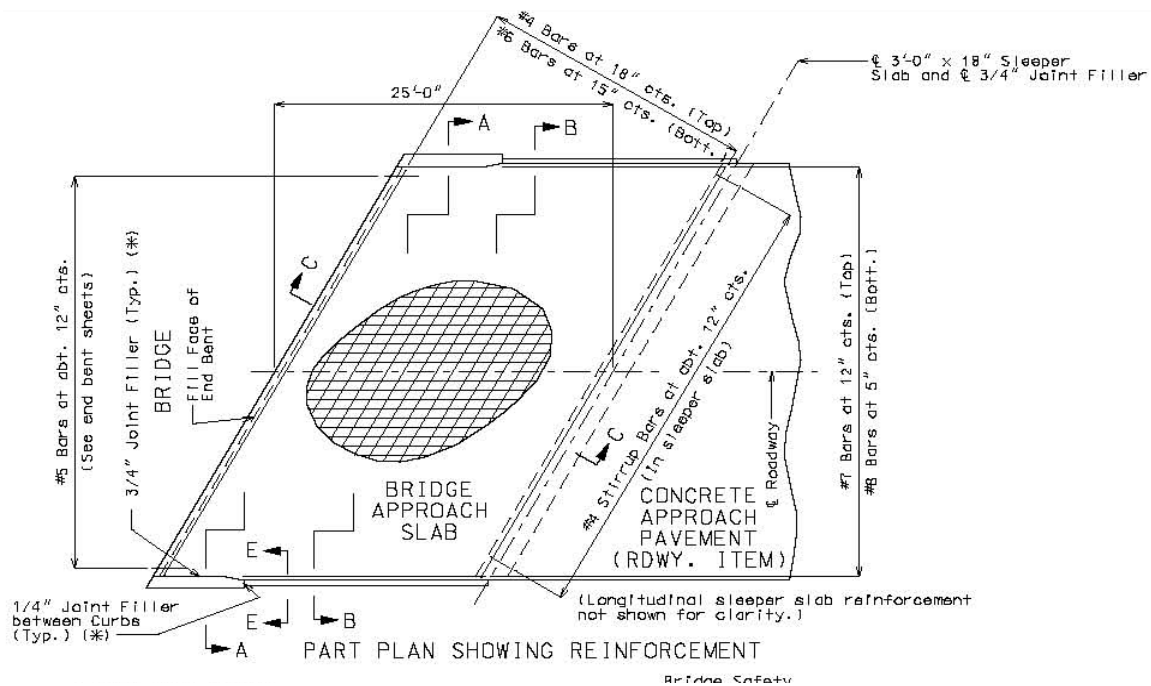 #4 Bars at 18" cts. (Top)
#6 Bars at 15" cts. (Bott.
℄ 3'-0" x 18" Sleeper
Slab and ℄ 3/4" Joint Filler
25'-0"
A
B
#5 Bars at abt. 12" cts.
(See end bent sheets)
3/4" Joint Filler (Typ.) (*)
BRIDGE
Fill Face of
End Bent
C
#4 Stirrup Bars at abt. 12" cts.
(In sleeper slab)
C
℄ Roadway
#7 Bars at 12" cts. (Top)
#8 Bars at 5" cts. (Bott.)
BRIDGE
APPROACH
SLAB
CONCRETE
APPROACH
PAVEMENT
(RDWY. ITEM)
E
E
1/4" Joint Filler
between Curbs
(Typ.) (*)
A
B
(Longitudinal sleeper slab reinforcement
not shown for clarity.)
PART PLAN SHOWING REINFORCEMENT
Bridge Safety